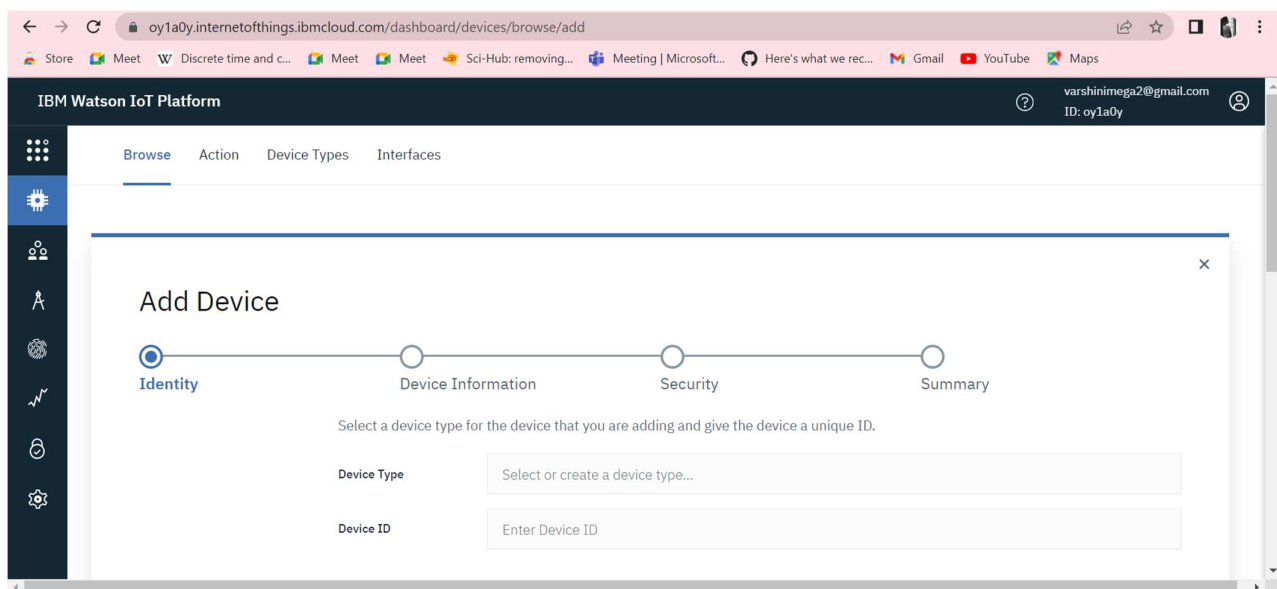 oy1a0y.internetofthings.ibmcloud.com/dashboard/devices/browse/add
Store Meet W Discrete time and c... Meet Meet Sci-Hub: removing... Meeting | Microsoft... Here's what we rec... Gmail YouTube Maps
IBM Watson IoT Platform
varshinimega2@gmail.com
ID: oy1a0y
Browse Action Device Types Interfaces
Add Device
Identity Device Information Security Summary
Select a device type for the device that you are adding and give the device a unique ID.
Device Type Select or create a device type...
Device ID Enter Device ID